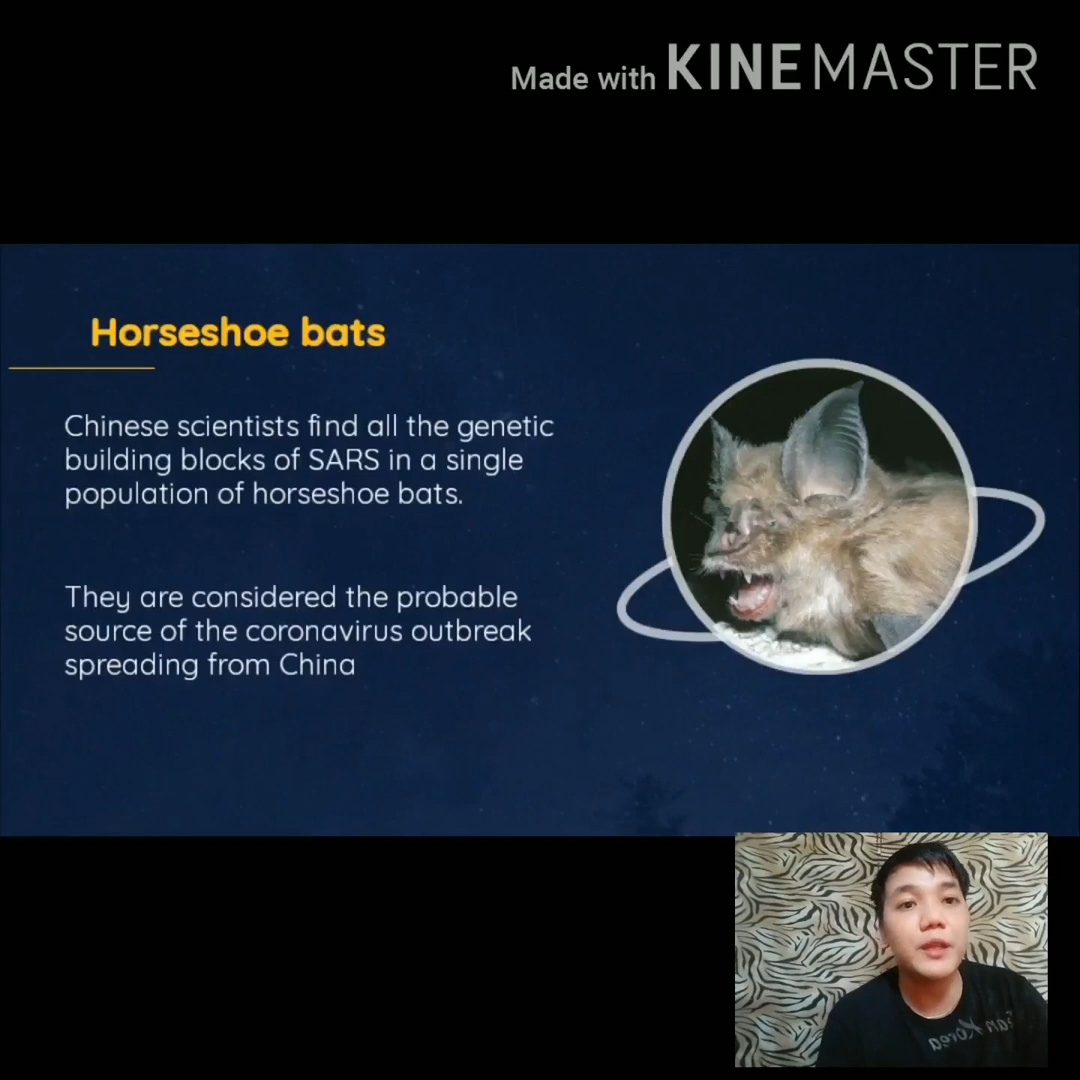 Made with KINEMASTER
Horseshoe bats
Chinese scientists find all the genetic
building blocks of SARS in a single
population of horseshoe bats.
They are considered the probable
source of the coronavirus outbreak
spreading from China